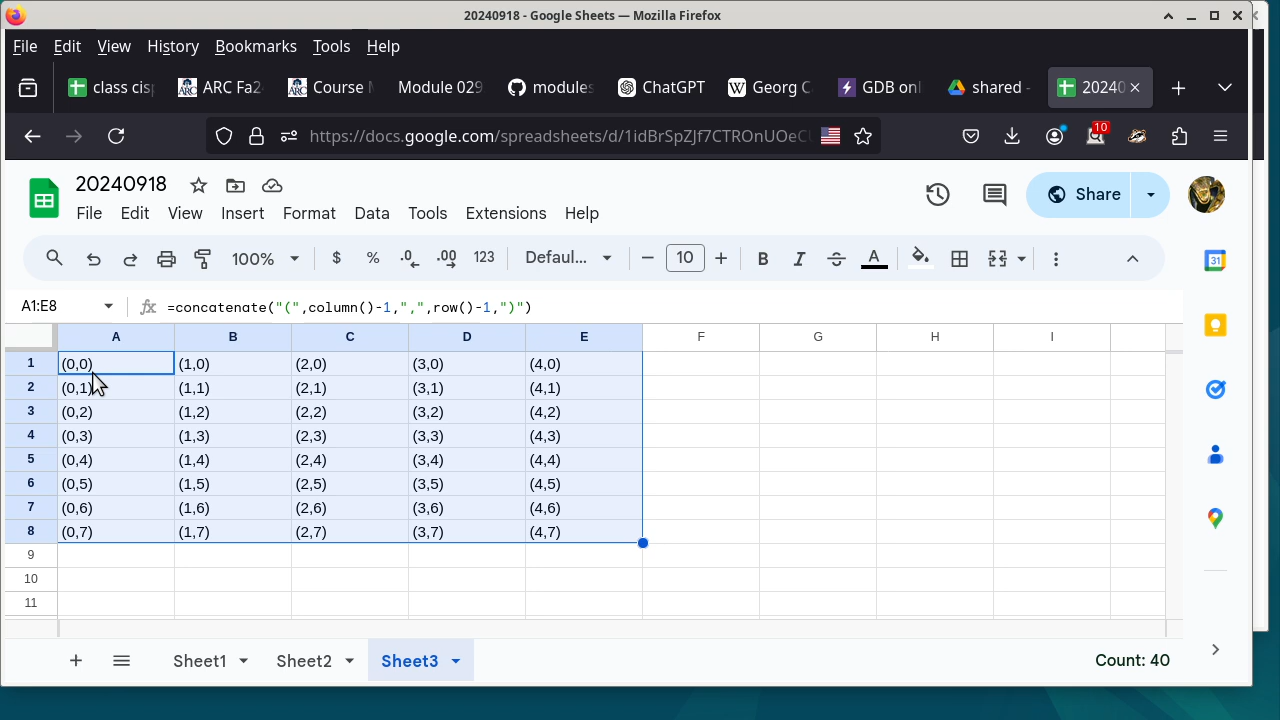 20240918 - Google Sheets — Mozilla Firefox
File Edit View History Bookmarks Tools Help
class cis ARC Fa2 Course Module 029 modules ChatGPT Georg C GDB onl shared - 20240
https://docs.google.com/spreadsheets/d/1idBrSpZJf7CTROnUOeC
10
20240918
File Edit View Insert Format Data Tools Extensions Help
Share
100% $ % .0 .00 123 Defaul... 10 B I A
31
A1:E8 fx =concatenate("(",column()-1,",",row()-1,")")
A B C D E F G H I
1 (0,0) (1,0) (2,0) (3,0) (4,0)
2 (0,1) (1,1) (2,1) (3,1) (4,1)
3 (0,2) (1,2) (2,2) (3,2) (4,2)
4 (0,3) (1,3) (2,3) (3,3) (4,3)
5 (0,4) (1,4) (2,4) (3,4) (4,4)
6 (0,5) (1,5) (2,5) (3,5) (4,5)
7 (0,6) (1,6) (2,6) (3,6) (4,6)
8 (0,7) (1,7) (2,7) (3,7) (4,7)
9
10
11
Sheet1 Sheet2 Sheet3 Count: 40